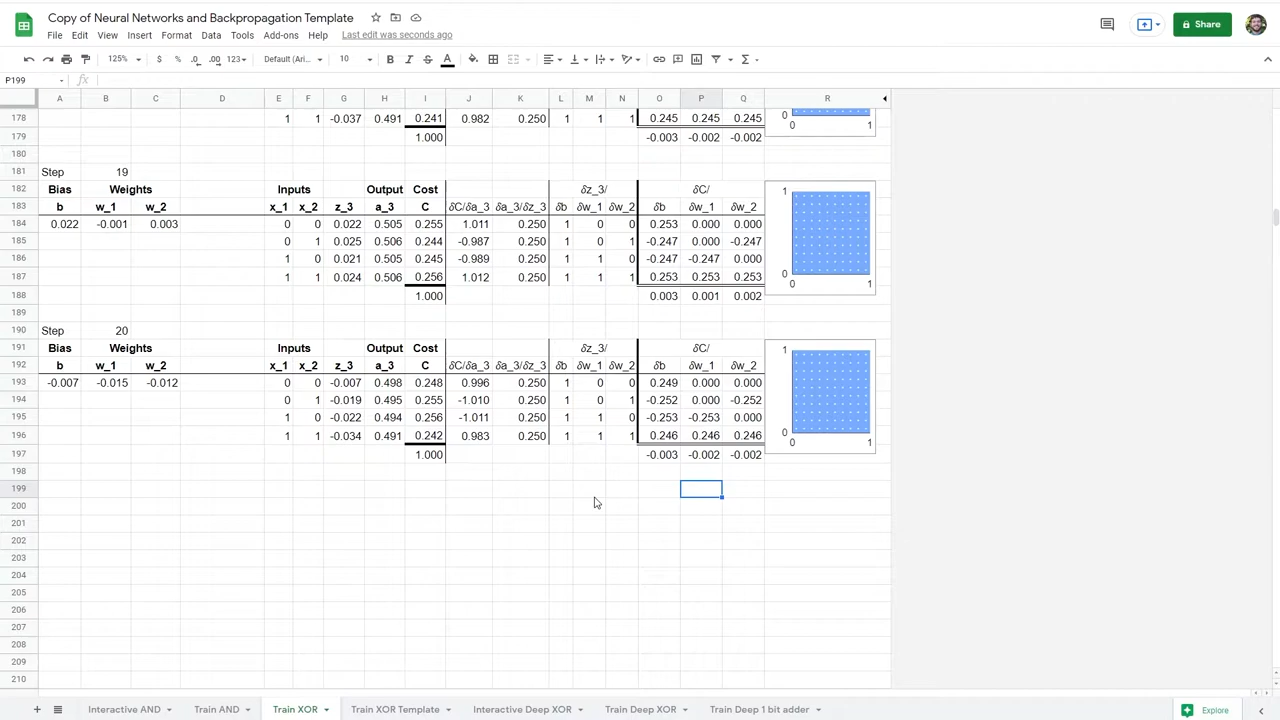 Copy of Neural Networks and Backpropagation Template
File Edit View Insert Format Data Tools Add-ons Help Last edit was seconds ago
Share
125% $ % .0 .00 123 Default (Ari... 10 B I S A Σ
P199 fx
A B C D E F G H I J K L M N O P Q R
178 1 1 -0.037 0.491 0.241 0.982 0.250 1 1 1 0.245 0.245 0.245 0
0 1
179 1.000 -0.003 -0.002 -0.002
180
181 Step 19
182 Bias Weights Inputs Output Cost δz_3/ δC/ 1
183 b w_1 w_2 x_1 x_2 z_3 a_3 C δC/δa_3 δa_3/δz_3 δb δw_1 δw_2 δb δw_1 δw_2
184 0.022 -0.001 0.003 0 0 0.022 0.505 0.255 1.011 0.250 1 0 0 0.253 0.000 0.000
185 0 1 0.025 0.506 0.244 -0.987 0.250 1 0 1 -0.247 0.000 -0.247
186 1 0 0.021 0.505 0.245 -0.989 0.250 1 1 0 -0.247 -0.247 0.000
187 1 1 0.024 0.506 0.256 1.012 0.250 1 1 1 0.253 0.253 0.253 0
0 1
188 1.000 0.003 0.001 0.002
189
190 Step 20
191 Bias Weights Inputs Output Cost δz_3/ δC/ 1
192 b w_1 w_2 x_1 x_2 z_3 a_3 C δC/δa_3 δa_3/δz_3 δb δw_1 δw_2 δb δw_1 δw_2
193 -0.007 -0.015 -0.012 0 0 -0.007 0.498 0.248 0.996 0.250 1 0 0 0.249 0.000 0.000
194 0 1 -0.019 0.495 0.255 -1.010 0.250 1 0 1 -0.252 0.000 -0.252
195 1 0 -0.022 0.494 0.256 -1.011 0.250 1 1 0 -0.253 -0.253 0.000
196 1 1 -0.034 0.491 0.242 0.983 0.250 1 1 1 0.246 0.246 0.246 0
0 1
197 1.000 -0.003 -0.002 -0.002
198
199
200
201
202
203
204
205
206
207
208
209
210
Interactive AND Train AND Train XOR Train XOR Template Interactive Deep XOR Train Deep XOR Train Deep 1 bit adder Explore